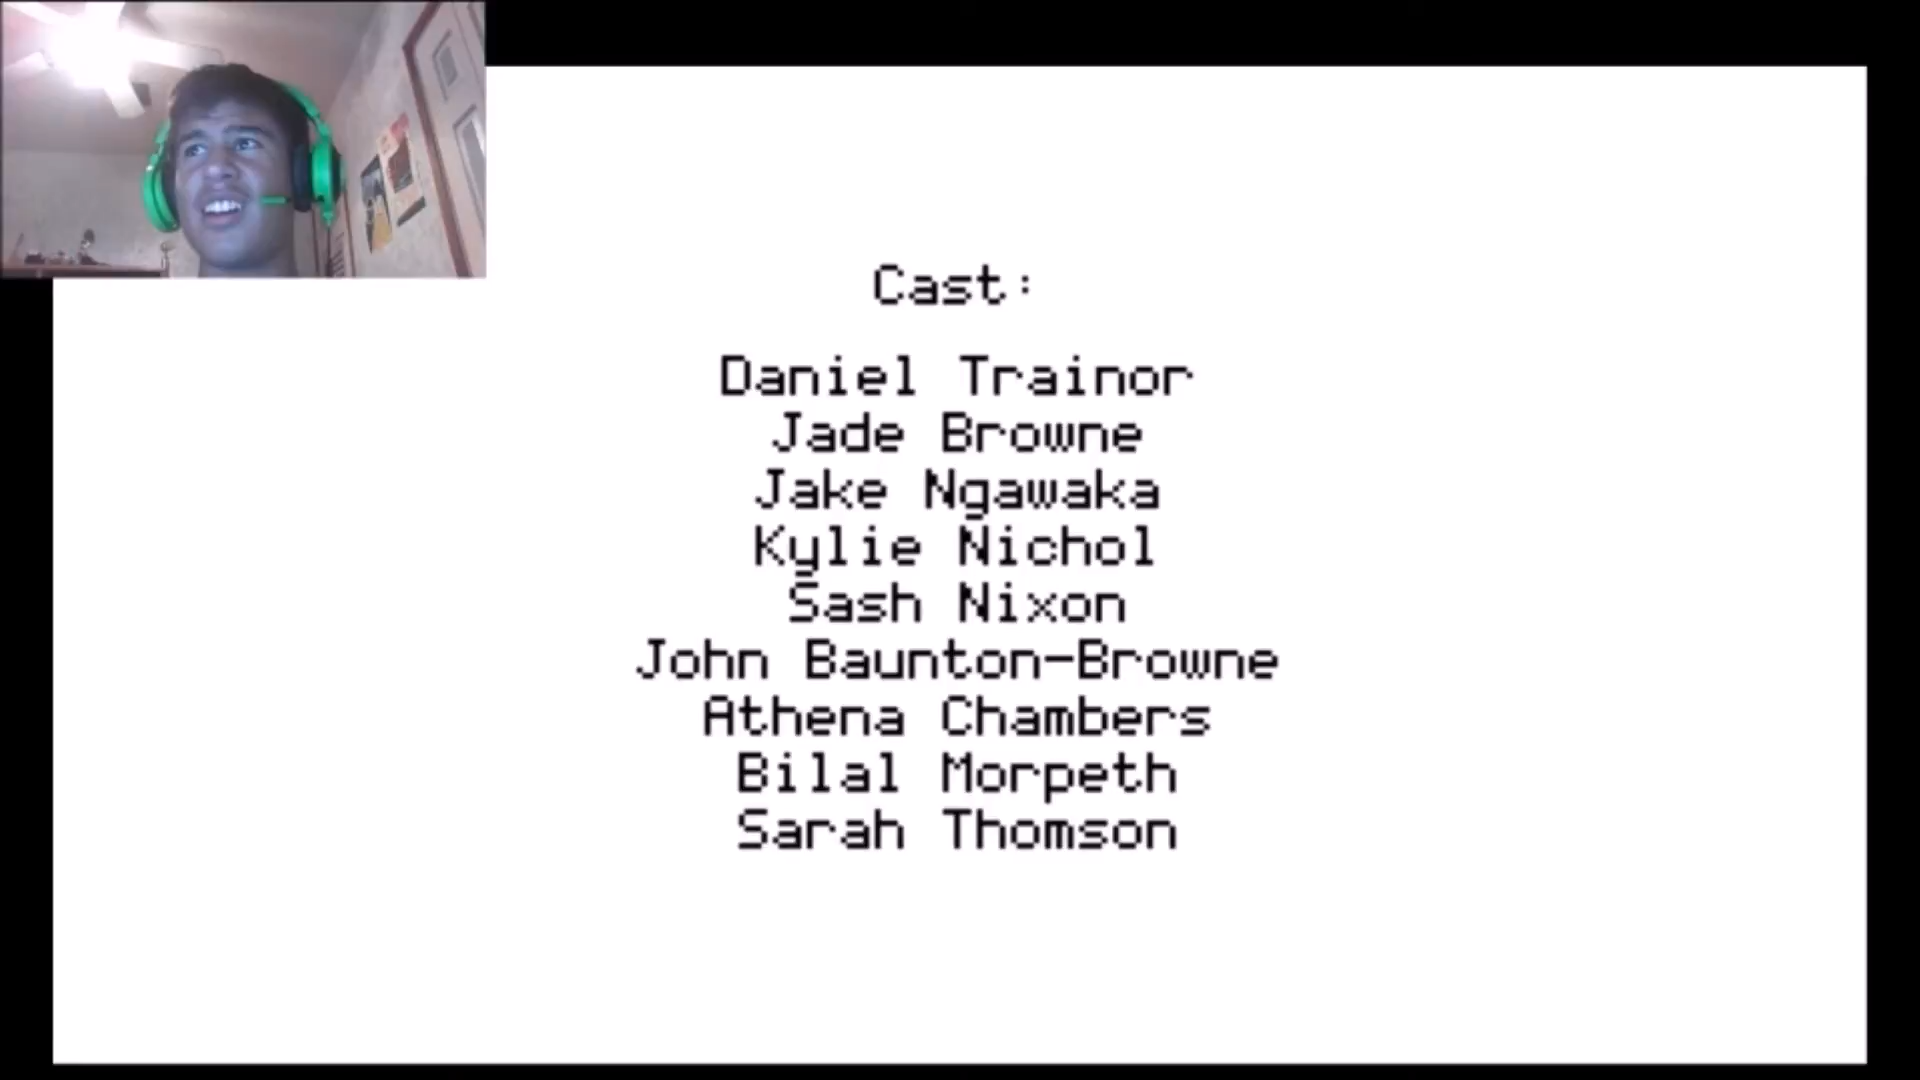 Cast:
Daniel Trainor
Jade Browne
Jake Ngawaka
Kylie Nichol
Sash Nixon
John Baunton-Browne
Athena Chambers
Bilal Morpeth
Sarah Thomson